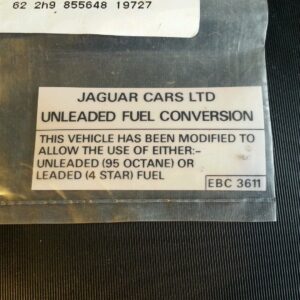 62 2h9 855648 19727
JAGUAR CARS LTD
UNLEADED FUEL CONVERSION
THIS VEHICLE HAS BEEN MODIFIED TO
ALLOW THE USE OF EITHER:-
UNLEADED (95 OCTANE) OR
LEADED (4 STAR) FUEL
EBC 3611